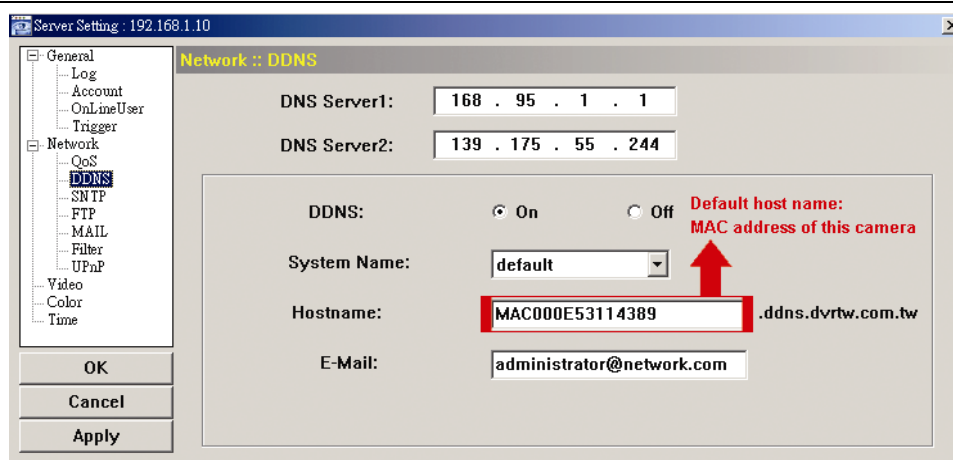 Server Setting : 192.168.1.10
General
Log
Account
OnLineUser
Trigger
Network
QoS
DDNS
SNTP
FTP
MAIL
Filter
UPnP
Video
Color
Time
OK
Cancel
Apply
Network :: DDNS
DNS Server1: 168 . 95 . 1 . 1
DNS Server2: 139 . 175 . 55 . 244
DDNS: On Off
Default host name:
MAC address of this camera
System Name: default
Hostname: MAC000E53114389 .ddns.dvrtw.com.tw
E-Mail: administrator@network.com